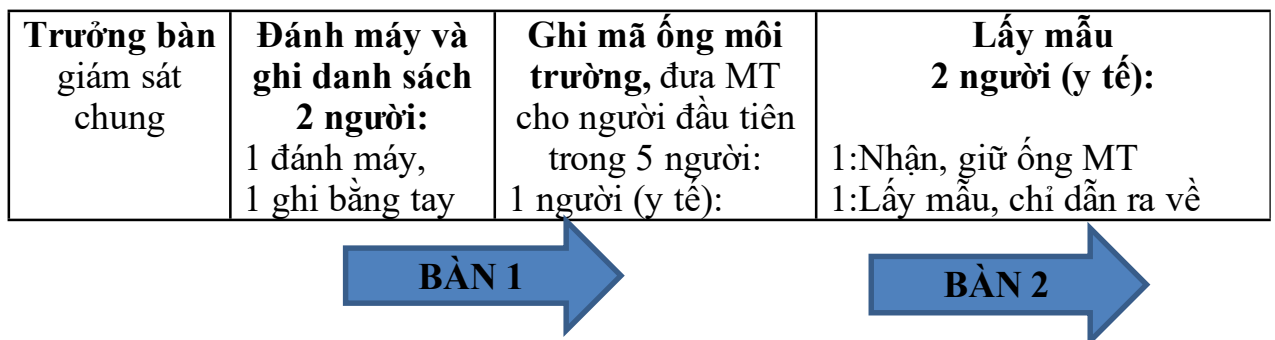 Trưởng bàn
giám sát
chung
Đánh máy và
ghi danh sách
2 người:
1 đánh máy,
1 ghi bằng tay
Ghi mã ống môi
trường, đưa MT
cho người đầu tiên
trong 5 người:
1 người (y tế):
Lấy mẫu
2 người (y tế):
1:Nhận, giữ ống MT
1:Lấy mẫu, chỉ dẫn ra về
BÀN 1
BÀN 2